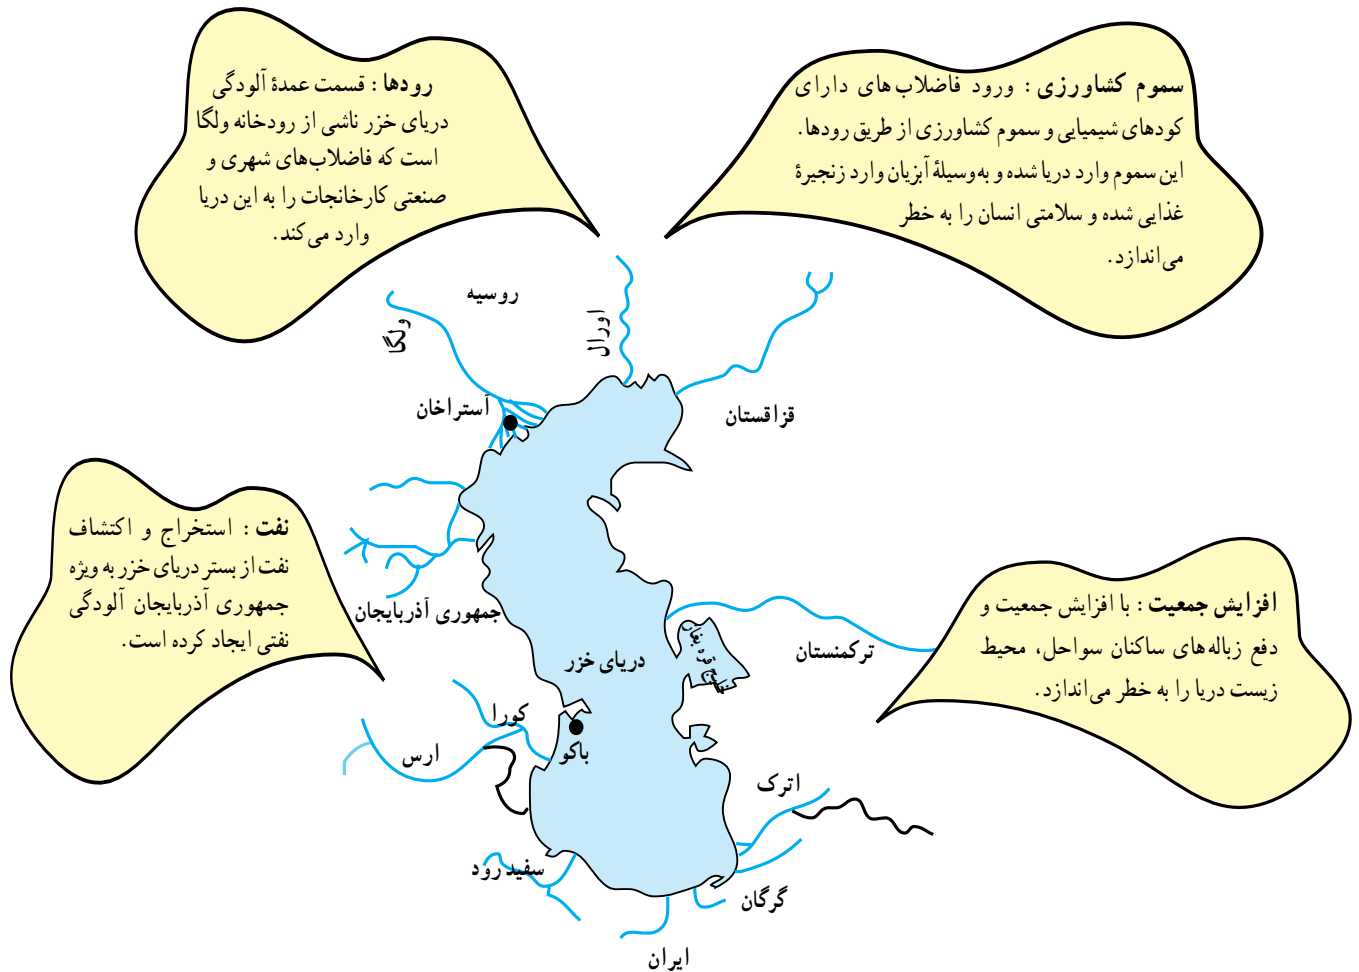 رودها : قسمت عمدهٔ آلودگی
دریای خزر ناشی از رودخانه ولگا
است که فاضلاب‌های شهری و
صنعتی کارخانجات را به این دریا
وارد می‌کند.
سموم کشاورزی : ورود فاضلاب‌های دارای
کودهای شیمیایی و سموم کشاورزی از طریق رودها.
این سموم وارد دریا شده و به‌وسیلهٔ آبزیان وارد زنجیرهٔ
غذایی شده و سلامتی انسان را به خطر
می‌اندازد.
روسیه
ولگا
اورال
آستراخان
قزاقستان
نفت : استخراج و اکتشاف
نفت از بستر دریای خزر به ویژه
جمهوری آذربایجان آلودگی
نفتی ایجاد کرده است.
افزایش جمعیت : با افزایش جمعیت و
دفع زباله‌های ساکنان سواحل، محیط
زیست دریا را به خطر می‌اندازد.
جمهوری آذربایجان
دریای خزر
خلیج قره بغاز
ترکمنستان
کورا
ارس
باکو
اترک
سفید رود
گرگان
ایران